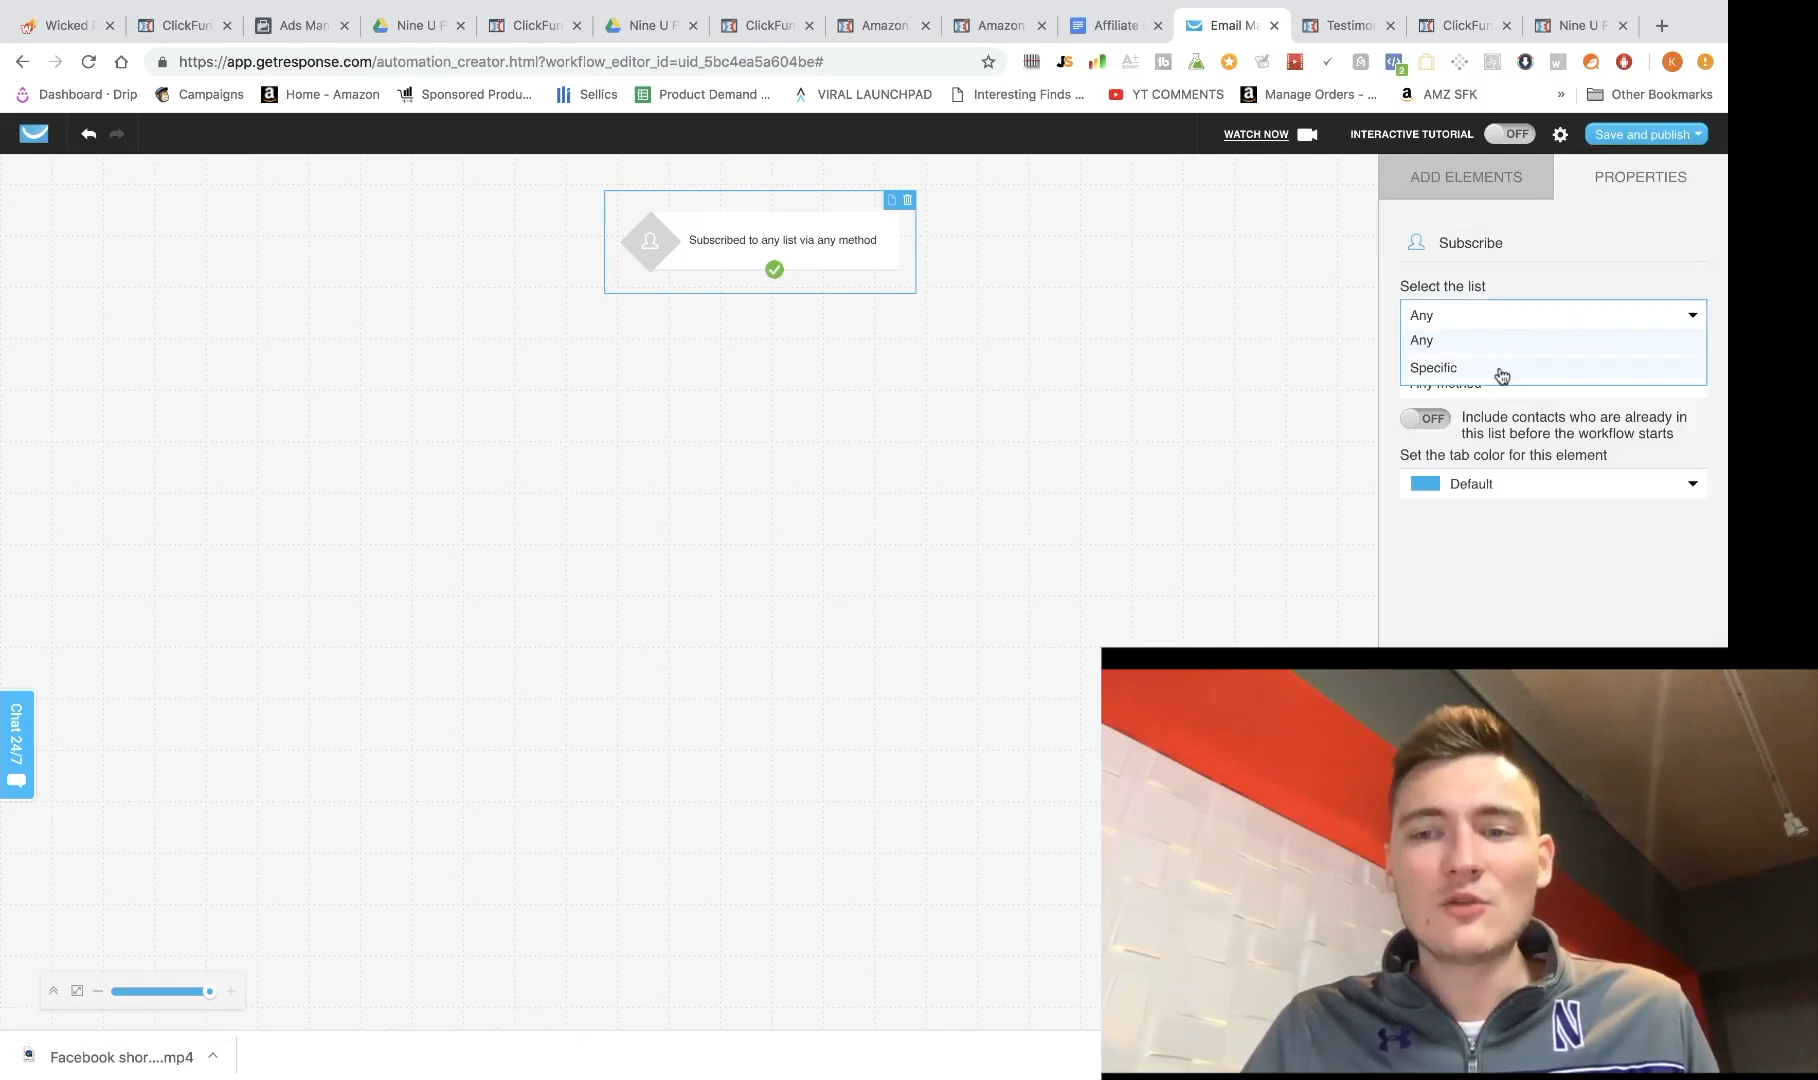 Wicked
ClickFun
Ads Man
Nine U F
ClickFun
Nine U F
ClickFun
Amazon
Amazon
Affiliate
Email Ma
Testimo
ClickFun
Nine U F
https://app.getresponse.com/automation_creator.html?workflow_editor_id=uid_5bc4ea5a604be#
Dashboard · Drip
Campaigns
Home - Amazon
Sponsored Produ...
Sellics
Product Demand ...
VIRAL LAUNCHPAD
Interesting Finds ...
YT COMMENTS
Manage Orders - ...
AMZ SFK
»
Other Bookmarks
WATCH NOW
INTERACTIVE TUTORIAL
OFF
Save and publish
ADD ELEMENTS
PROPERTIES
Subscribed to any list via any method
Subscribe
Select the list
Any
Any
Specific
Any method
OFF
Include contacts who are already in
this list before the workflow starts
Set the tab color for this element
Default
Chat 24/7
Facebook shor....mp4
N